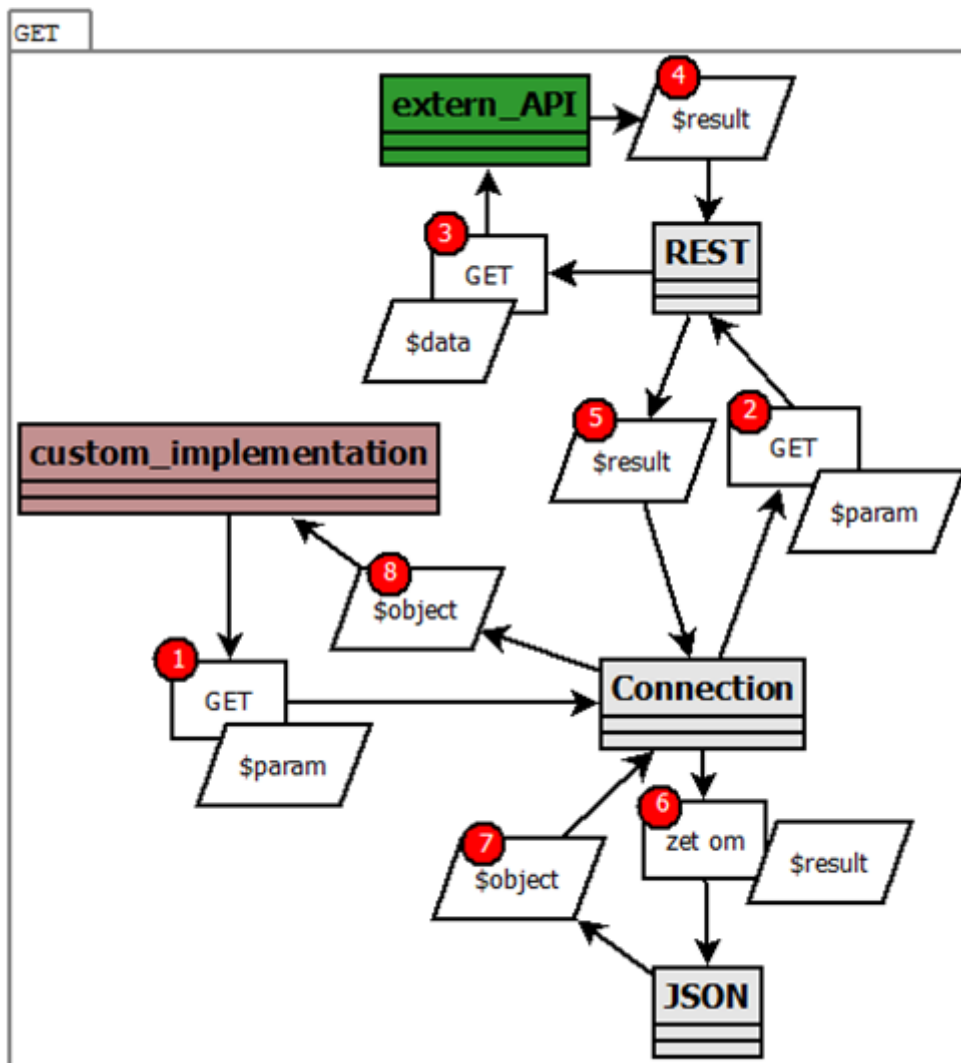 GET
4
extern_API
$result
3
REST
GET
$data
5
2
custom_implementation
$result
GET
$param
8
$object
1
GET
Connection
$param
6
7
zet om
$object
$result
JSON